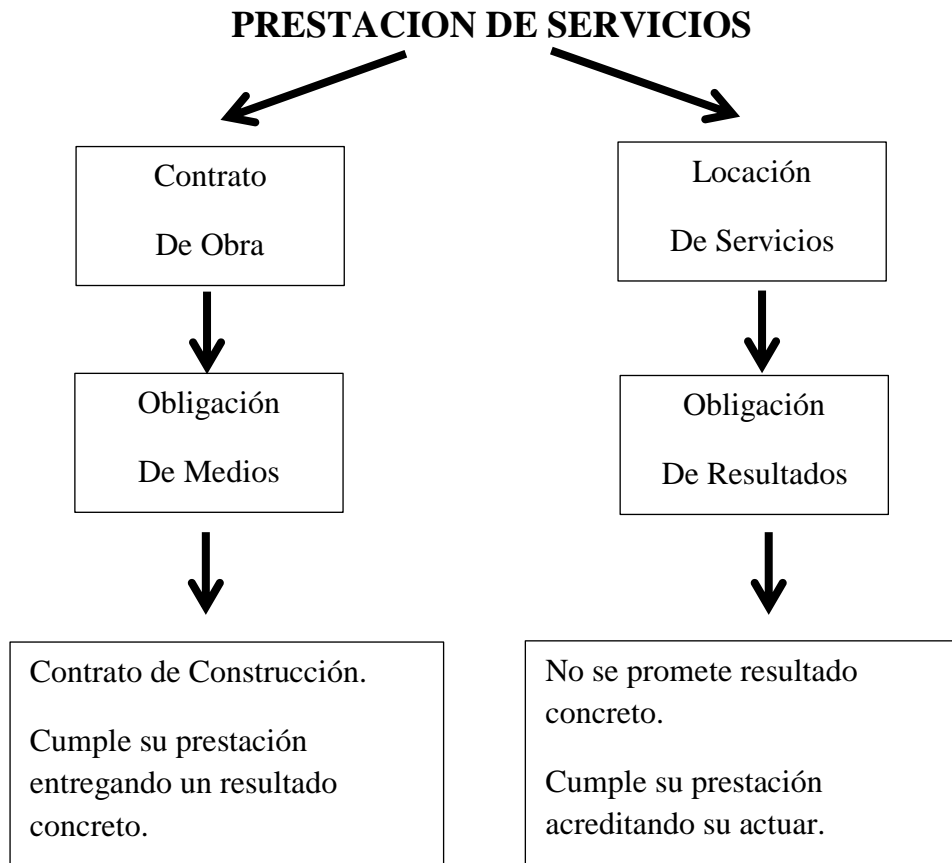 PRESTACION DE SERVICIOS
Contrato
De Obra
Obligación
De Medios
Contrato de Construcción.
Cumple su prestación
entregando un resultado
concreto.
Locación
De Servicios
Obligación
De Resultados
No se promete resultado
concreto.
Cumple su prestación
acreditando su actuar.